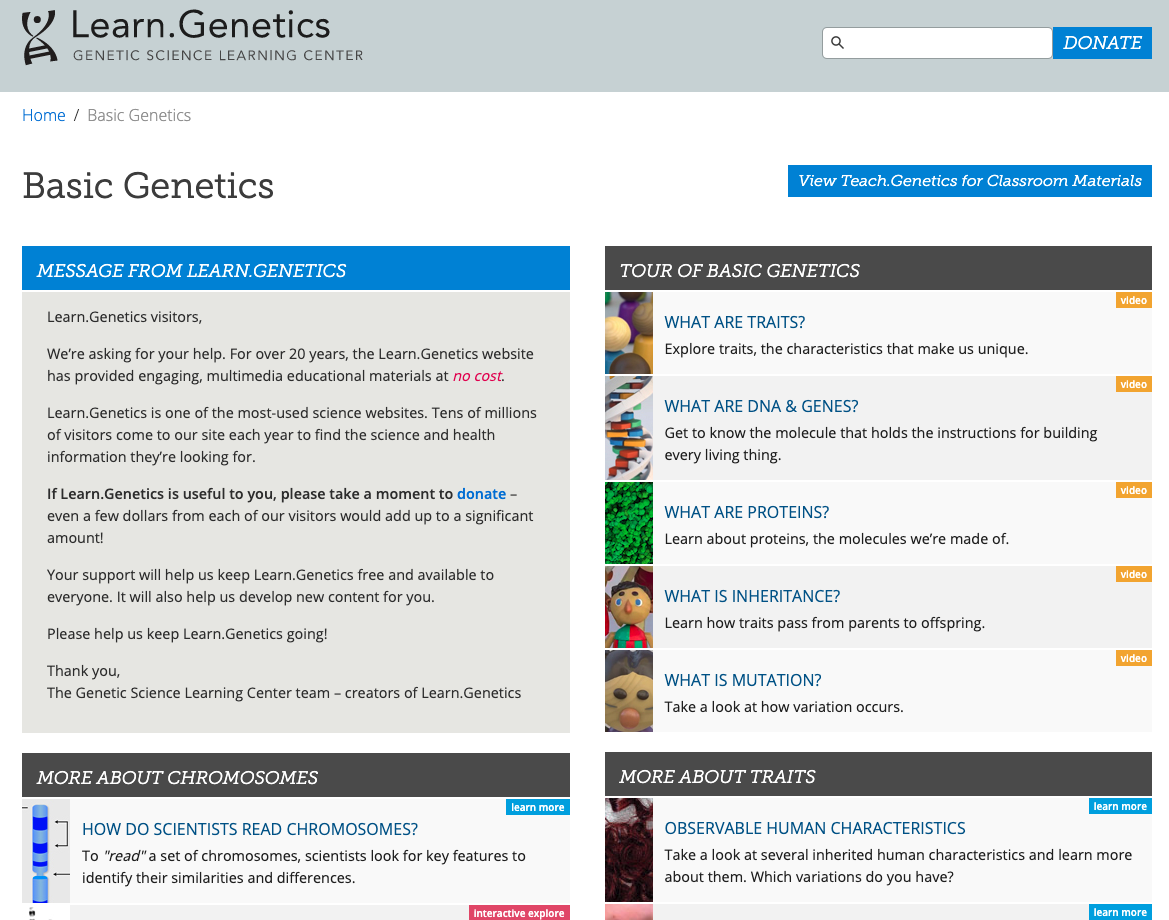 Learn.Genetics
GENETIC SCIENCE LEARNING CENTER
DONATE
Home / Basic Genetics
Basic Genetics
View Teach.Genetics for Classroom Materials
MESSAGE FROM LEARN.GENETICS
Learn.Genetics visitors,
We're asking for your help. For over 20 years, the Learn.Genetics website
has provided engaging, multimedia educational materials at no cost.
Learn.Genetics is one of the most-used science websites. Tens of millions
of visitors come to our site each year to find the science and health
information they're looking for.
If Learn.Genetics is useful to you, please take a moment to donate –
even a few dollars from each of our visitors would add up to a significant
amount!
Your support will help us keep Learn.Genetics free and available to
everyone. It will also help us develop new content for you.
Please help us keep Learn.Genetics going!
Thank you,
The Genetic Science Learning Center team – creators of Learn.Genetics
TOUR OF BASIC GENETICS
video
WHAT ARE TRAITS?
Explore traits, the characteristics that make us unique.
video
WHAT ARE DNA & GENES?
Get to know the molecule that holds the instructions for building
every living thing.
video
WHAT ARE PROTEINS?
Learn about proteins, the molecules we're made of.
video
WHAT IS INHERITANCE?
Learn how traits pass from parents to offspring.
video
WHAT IS MUTATION?
Take a look at how variation occurs.
MORE ABOUT CHROMOSOMES
learn more
HOW DO SCIENTISTS READ CHROMOSOMES?
To "read" a set of chromosomes, scientists look for key features to
identify their similarities and differences.
interactive explore
MORE ABOUT TRAITS
learn more
OBSERVABLE HUMAN CHARACTERISTICS
Take a look at several inherited human characteristics and learn more
about them. Which variations do you have?
learn more